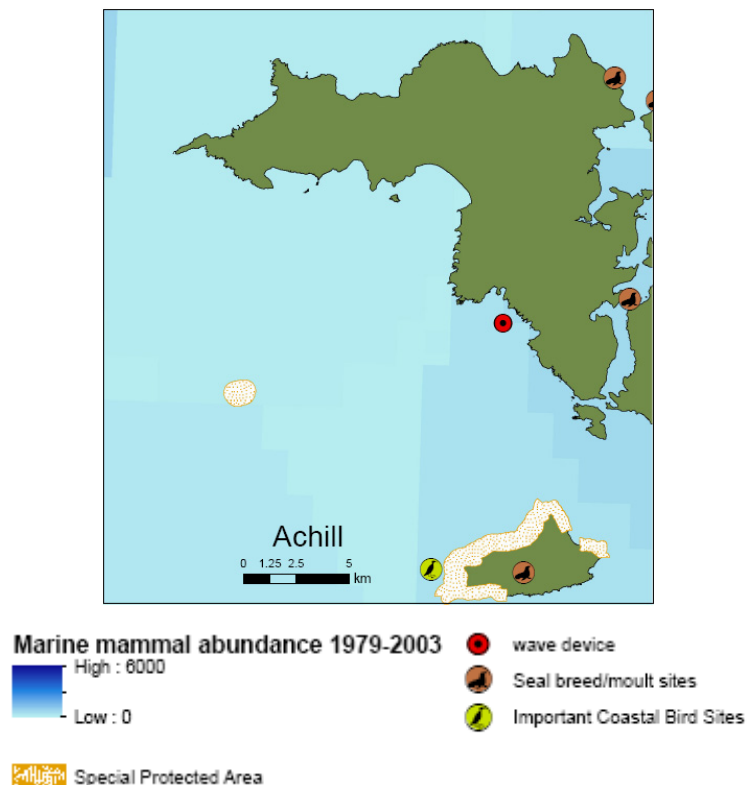 Achill
0 1.25 2.5 5
km
Marine mammal abundance 1979-2003
High : 6000
Low : 0
wave device
Seal breed/moult sites
Important Coastal Bird Sites
Special Protected Area